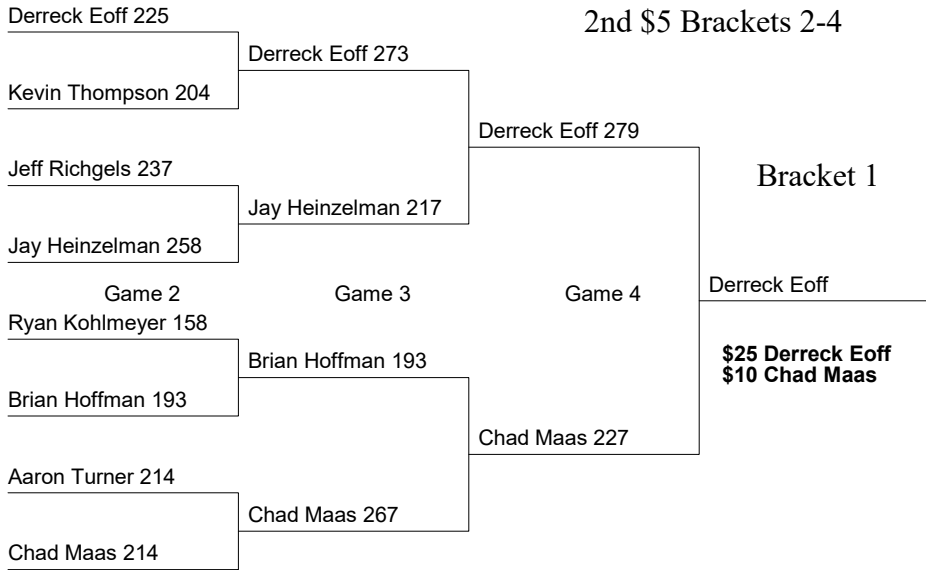 Derreck Eoff 225
2nd $5 Brackets 2-4
Derreck Eoff 273
Kevin Thompson 204
Derreck Eoff 279
Jeff Richgels 237
Bracket 1
Jay Heinzelman 217
Jay Heinzelman 258
Game 2
Game 3
Game 4
Derreck Eoff
Ryan Kohlmeyer 158
Brian Hoffman 193
$25 Derreck Eoff
$10 Chad Maas
Brian Hoffman 193
Chad Maas 227
Aaron Turner 214
Chad Maas 267
Chad Maas 214